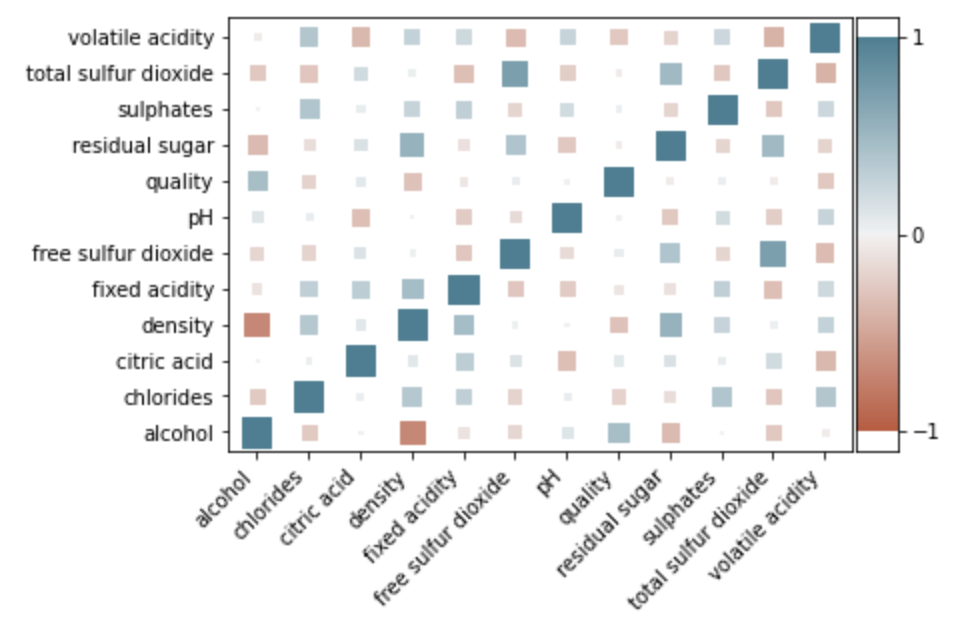 volatile acidity
total sulfur dioxide
sulphates
residual sugar
quality
pH
free sulfur dioxide
fixed acidity
density
citric acid
chlorides
alcohol
1
0
−1
alcohol
chlorides
citric acid
density
fixed acidity
free sulfur dioxide
pH
quality
residual sugar
sulphates
total sulfur dioxide
volatile acidity